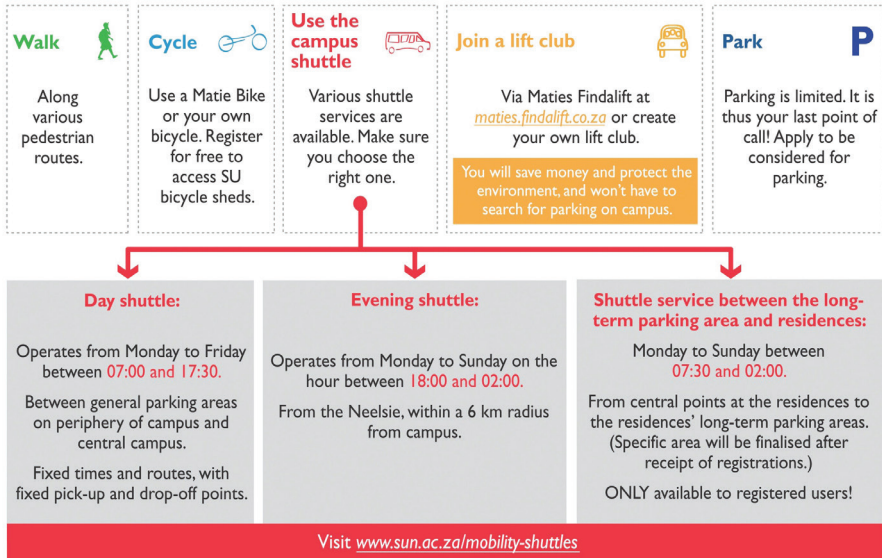 Walk
Along
various
pedestrian
routes.
Cycle
Use a Matie Bike
or your own
bicycle. Register
for free to
access SU
bicycle sheds.
Use the
campus
shuttle
Various shuttle
services are
available. Make sure
you choose the
right one.
Join a lift club
Via Maties Findalift at
maties.findalift.co.za or create
your own lift club.
You will save money and protect the
environment, and won't have to
search for parking on campus.
Park
P
Parking is limited. It is
thus your last point of
call! Apply to be
considered for
parking.
Day shuttle:
Operates from Monday to Friday
between 07:00 and 17:30.
Between general parking areas
on periphery of campus and
central campus.
Fixed times and routes, with
fixed pick-up and drop-off points.
Evening shuttle:
Operates from Monday to Sunday on the
hour between 18:00 and 02:00.
From the Neelsie, within a 6 km radius
from campus.
Shuttle service between the long-
term parking area and residences:
Monday to Sunday between
07:30 and 02:00.
From central points at the residences to
the residences' long-term parking areas.
(Specific area will be finalised after
receipt of registrations.)
ONLY available to registered users!
Visit www.sun.ac.za/mobility-shuttles